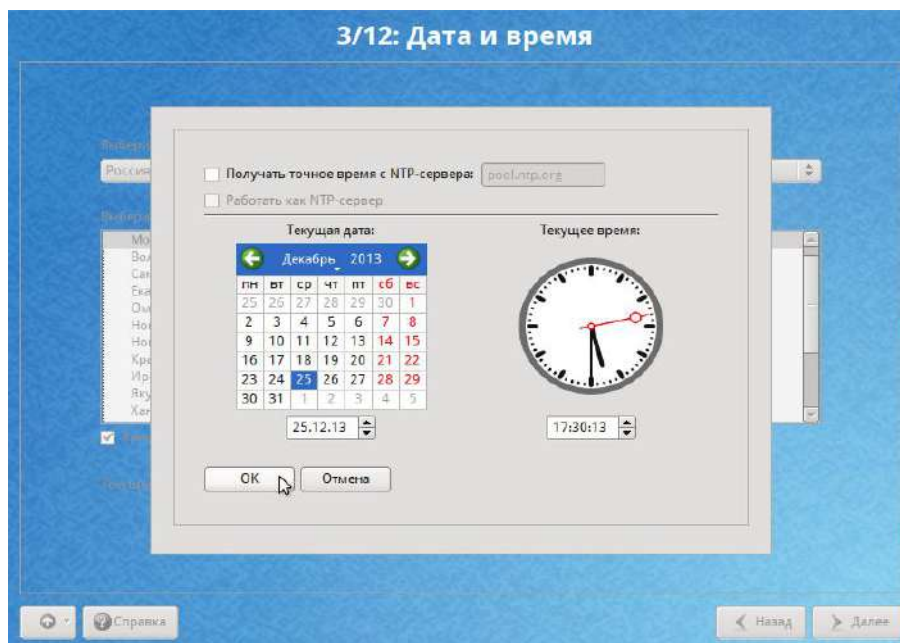 3/12: Дата и время
Россия
Получать точное время с NTP-сервера: pool.ntp.org
Работать как NTP-сервер
Текущая дата:
Текущее время:
Декабрь, 2013
пн вт ср чт пт сб вс
25 26 27 28 29 30 1
2 3 4 5 6 7 8
9 10 11 12 13 14 15
16 17 18 19 20 21 22
23 24 25 26 27 28 29
30 31 1 2 3 4 5
25.12.13
17:30:13
OK
Отмена
Справка
Назад
Далее